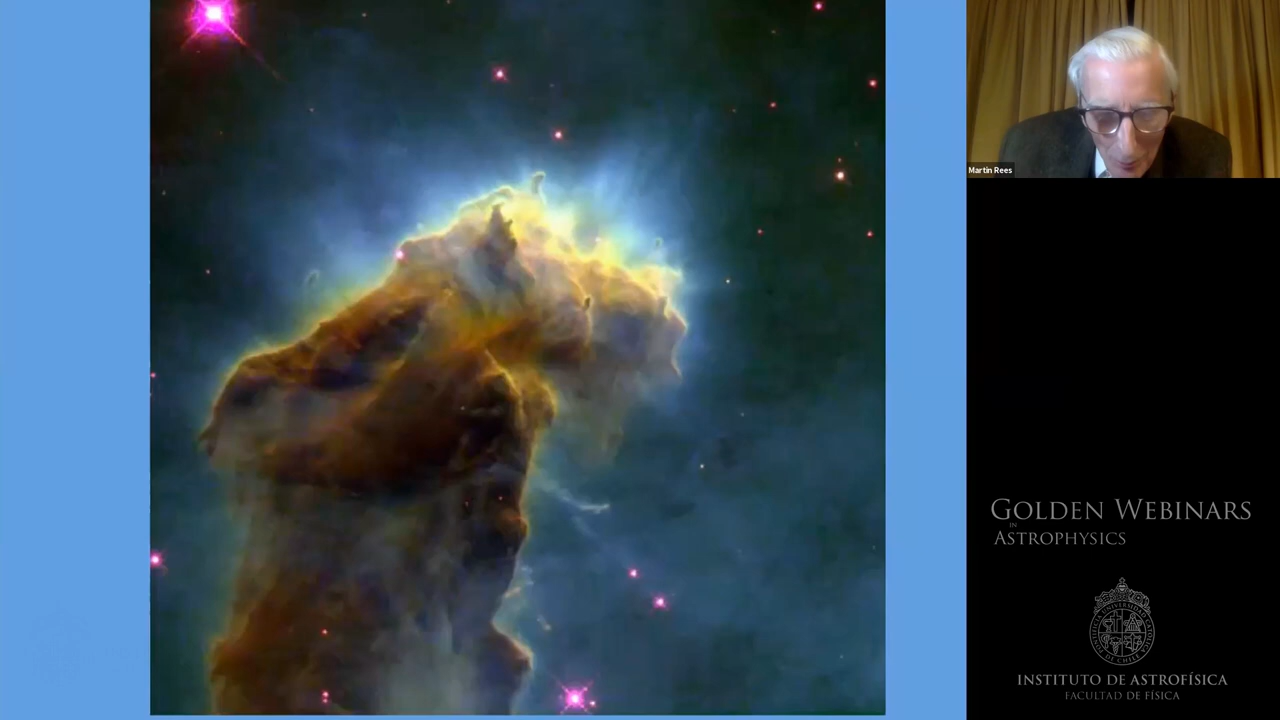 Martin Rees
GOLDEN WEBINARS
IN
ASTROPHYSICS
INSTITUTO DE ASTROFÍSICA
FACULTAD DE FÍSICA